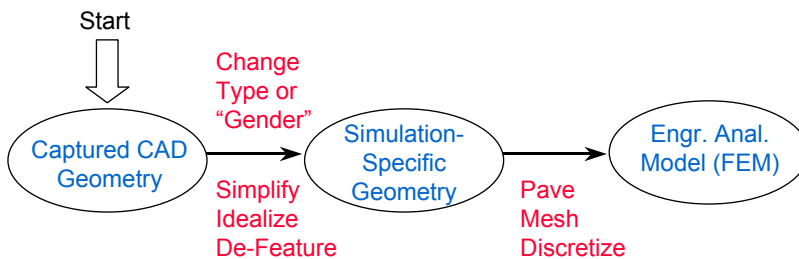 Start
Change
Type or
“Gender”
Captured CAD
Geometry
Simplify
Idealize
De-Feature
Simulation-
Specific
Geometry
Pave
Mesh
Discretize
Engr. Anal.
Model (FEM)